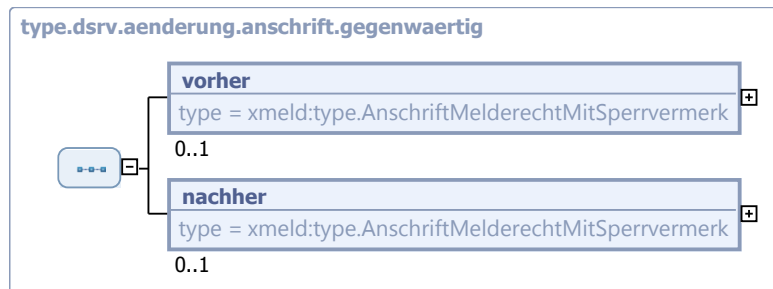 type.dsrv.aenderung.anschrift.gegenwaertig
vorher
type = xmeld:type.AnschriftMelderechtMitSperrvermerk
0..1
nachher
type = xmeld:type.AnschriftMelderechtMitSperrvermerk
0..1